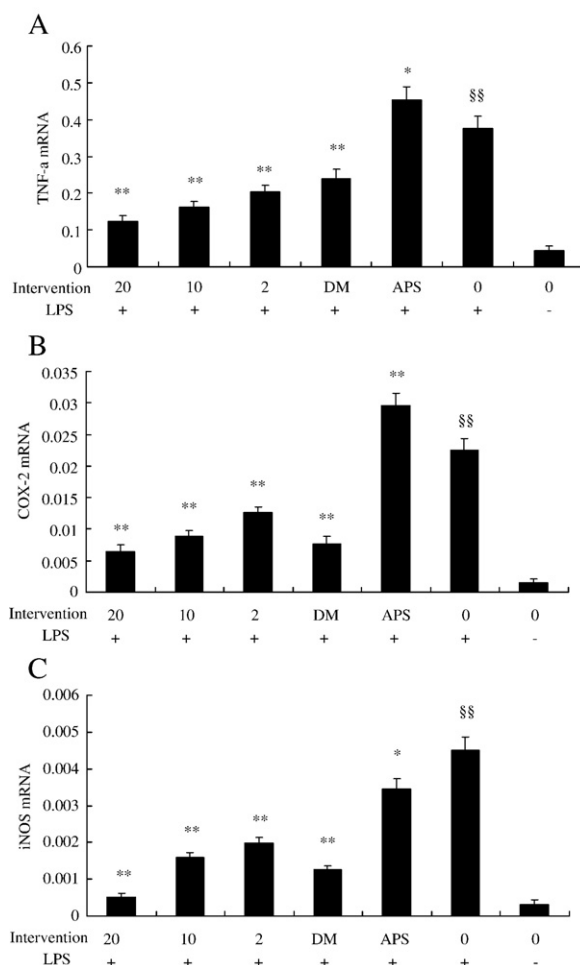 A
0.6
0.5
0.4
0.3
0.2
0.1
0
TNF-a mRNA
** ** ** ** * §§
Intervention 20 10 2 DM APS 0 0
LPS + + + + + + -
B
0.035
0.03
0.025
0.02
0.015
0.01
0.005
0
COX-2 mRNA
** ** ** ** ** §§
Intervention 20 10 2 DM APS 0 0
LPS + + + + + + -
C
0.006
0.005
0.004
0.003
0.002
0.001
0
iNOS mRNA
** ** ** ** * §§
Intervention 20 10 2 DM APS 0 0
LPS + + + + + + -